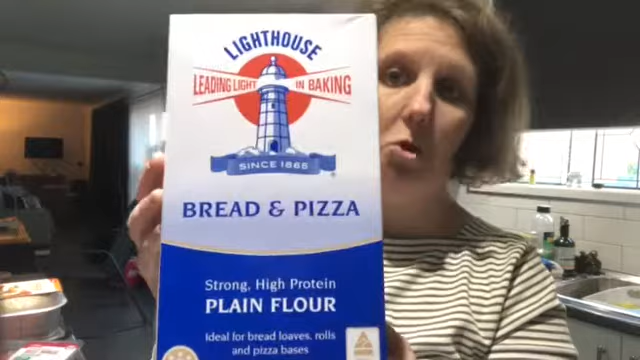 LIGHTHOUSE
LEADING LIGHT IN BAKING
SINCE 1865
BREAD & PIZZA
Strong, High Protein
PLAIN FLOUR
Ideal for bread loaves, rolls
and pizza bases